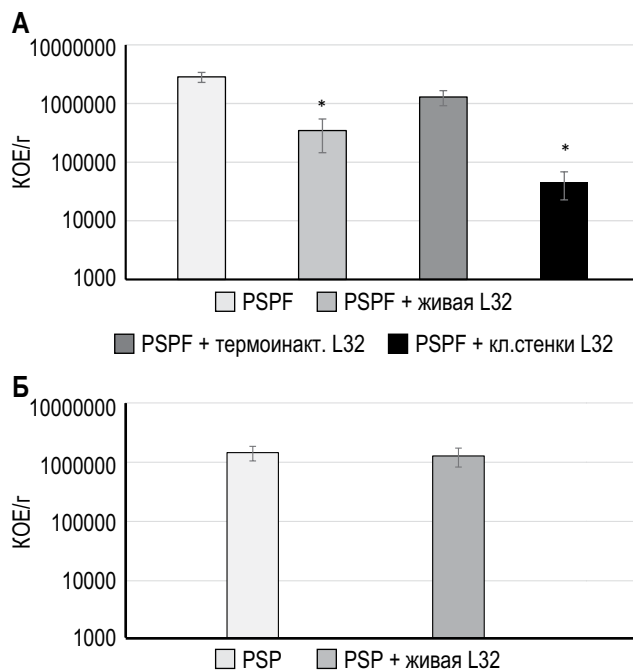 А
10000000
1000000
100000
10000
1000
КОЕ/г
*
*
PSPF PSPF + живая L32
PSPF + термоинакт. L32 PSPF + кл.стенки L32
Б
10000000
1000000
100000
10000
1000
КОЕ/г
PSP PSP + живая L32